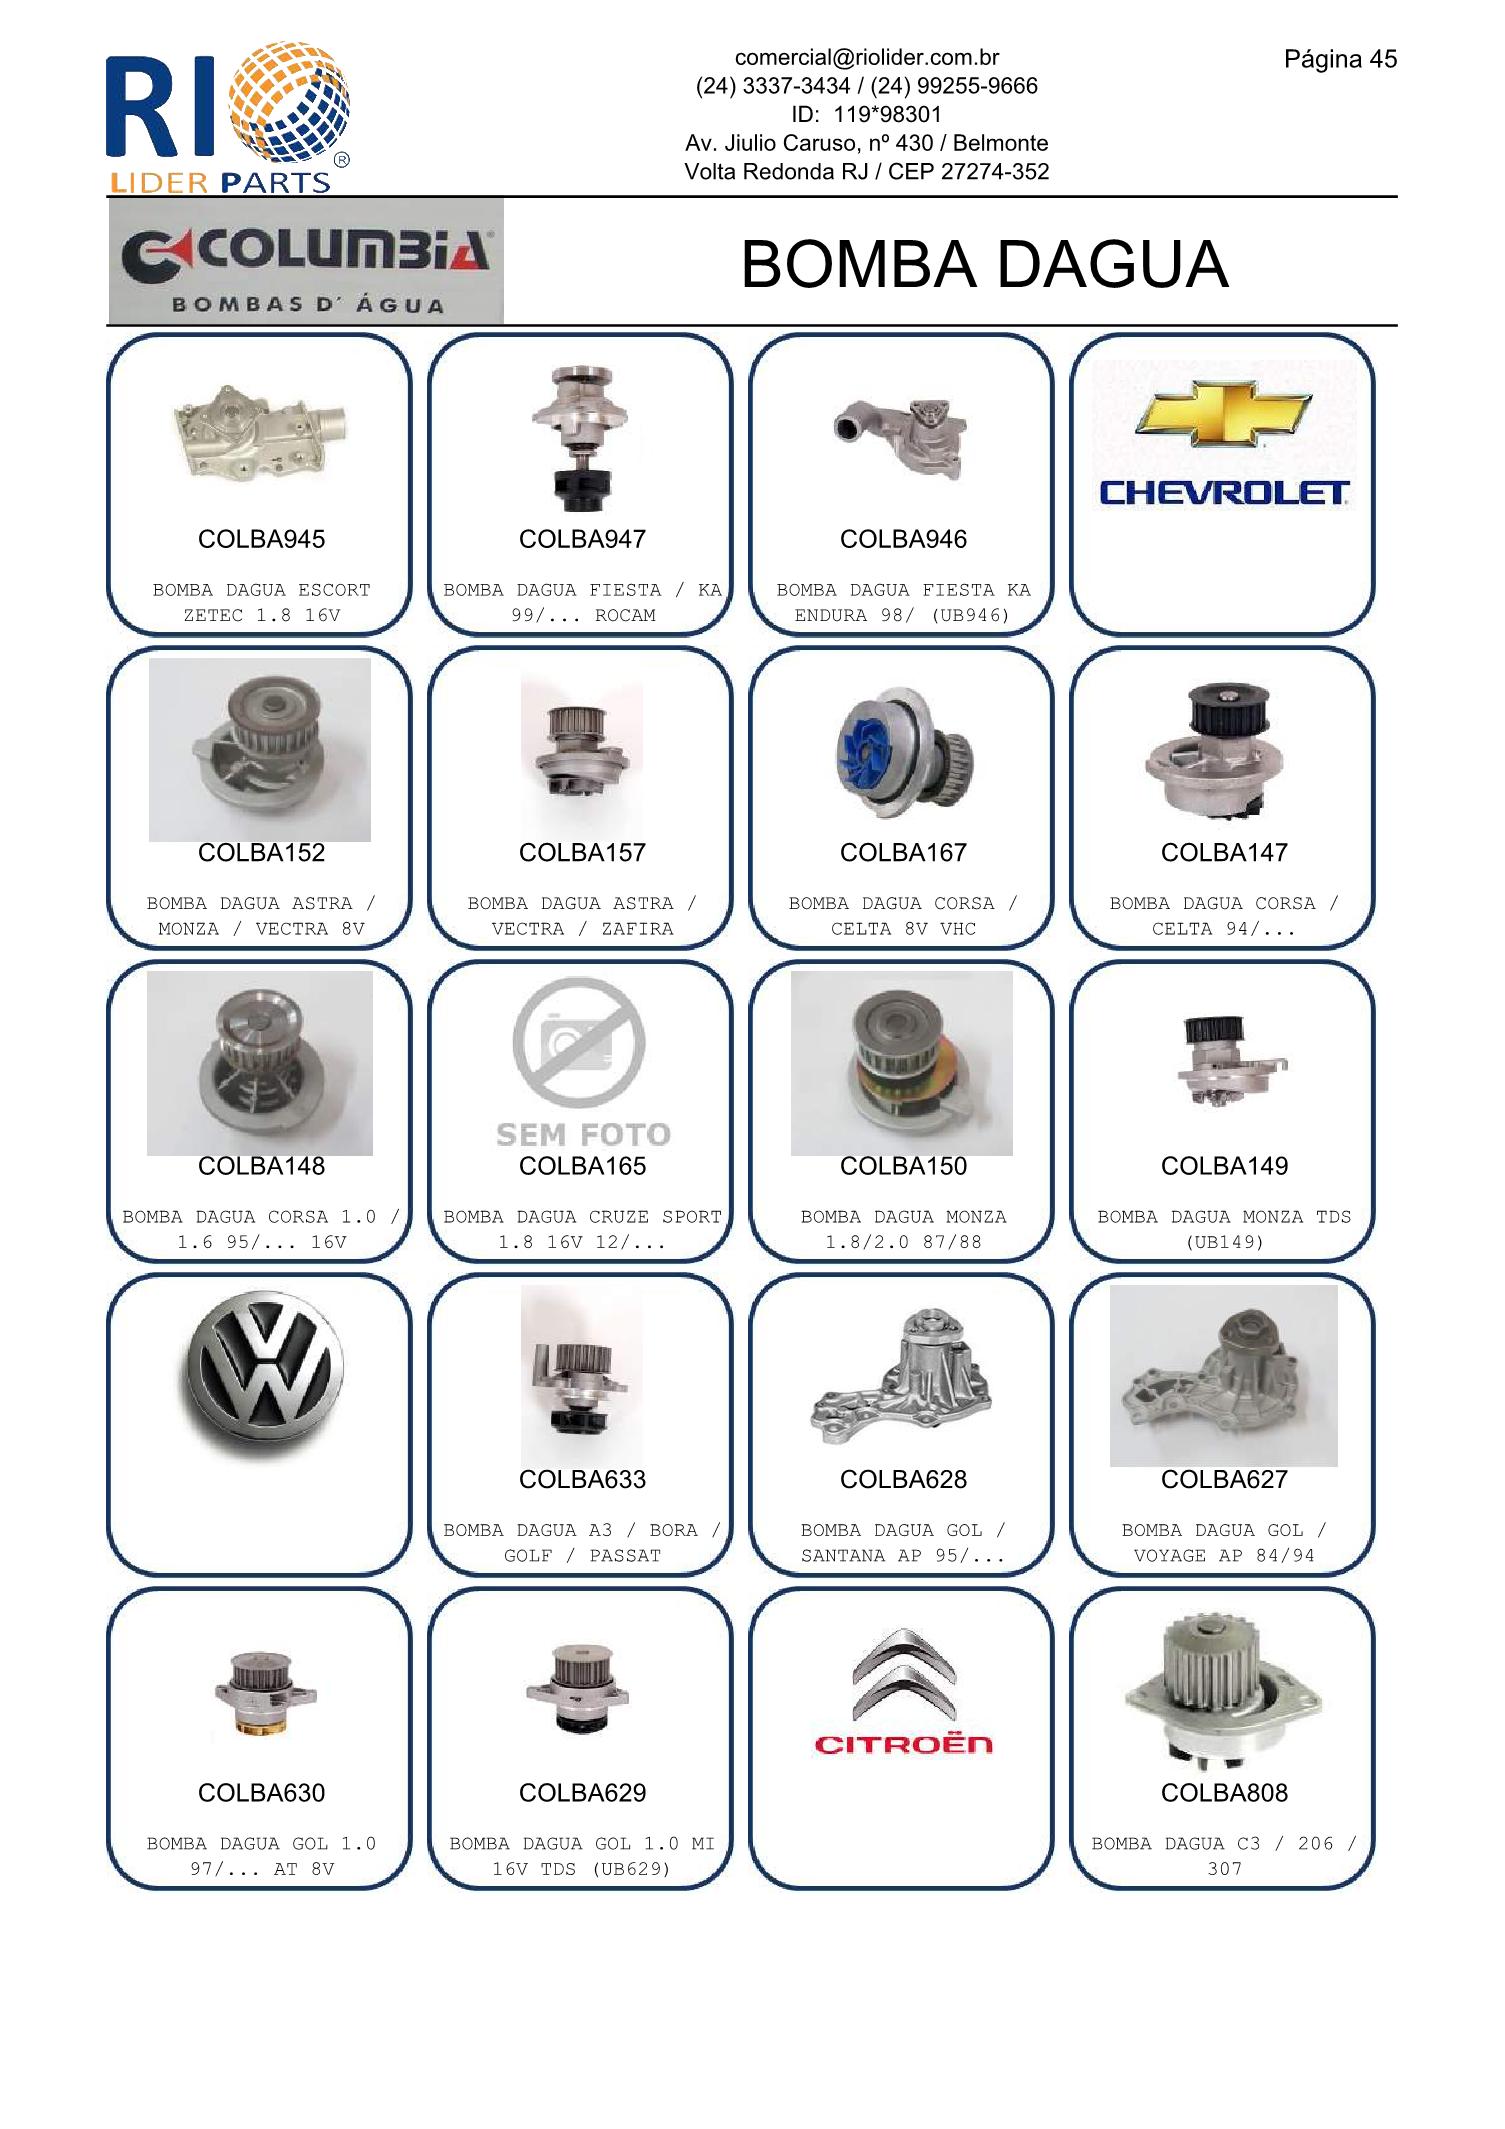 comercial@riolider.com.br
(24) 3337-3434 / (24) 99255-9666
ID: 119*98301
Av. Jiulio Caruso, nº 430 / Belmonte
Volta Redonda RJ / CEP 27274-352
Página 45
RIO
®
LIDER PARTS
COLUMBiA
BOMBAS D' ÁGUA
BOMBA DAGUA
COLBA945
BOMBA DAGUA ESCORT
ZETEC 1.8 16V
COLBA947
BOMBA DAGUA FIESTA / KA
99/... ROCAM
COLBA946
BOMBA DAGUA FIESTA KA
ENDURA 98/ (UB946)
CHEVROLET
COLBA152
BOMBA DAGUA ASTRA /
MONZA / VECTRA 8V
COLBA157
BOMBA DAGUA ASTRA /
VECTRA / ZAFIRA
COLBA167
BOMBA DAGUA CORSA /
CELTA 8V VHC
COLBA147
BOMBA DAGUA CORSA /
CELTA 94/...
COLBA148
BOMBA DAGUA CORSA 1.0 /
1.6 95/... 16V
SEM FOTO
COLBA165
BOMBA DAGUA CRUZE SPORT
1.8 16V 12/...
COLBA150
BOMBA DAGUA MONZA
1.8/2.0 87/88
COLBA149
BOMBA DAGUA MONZA TDS
(UB149)
VW
COLBA633
BOMBA DAGUA A3 / BORA /
GOLF / PASSAT
COLBA628
BOMBA DAGUA GOL /
SANTANA AP 95/...
COLBA627
BOMBA DAGUA GOL /
VOYAGE AP 84/94
COLBA630
BOMBA DAGUA GOL 1.0
97/... AT 8V
COLBA629
BOMBA DAGUA GOL 1.0 MI
16V TDS (UB629)
CITROËN
COLBA808
BOMBA DAGUA C3 / 206 /
307